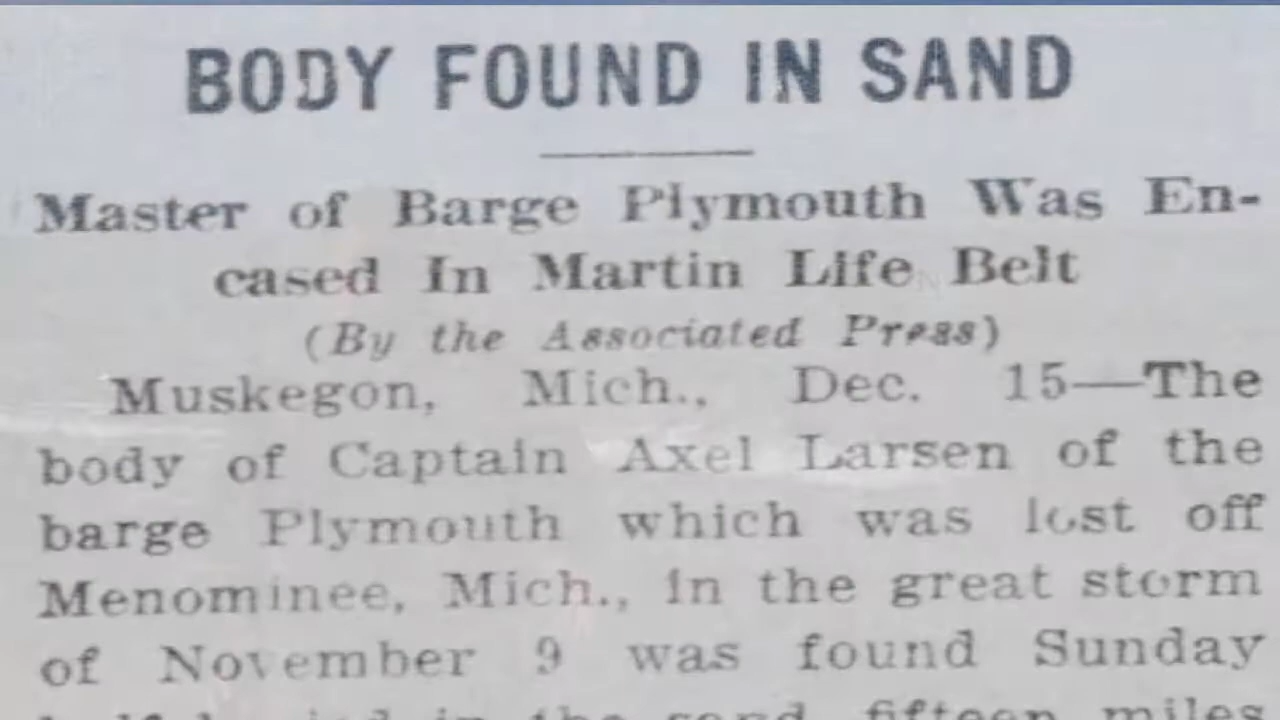 BODY FOUND IN SAND
Master of Barge Plymouth Was En-
cased In Martin Life Belt
(By the Associated Press)
Muskegon, Mich., Dec. 15—The
body of Captain Axel Larsen of the
barge Plymouth which was lost off
Menominee, Mich., in the great storm
of November 9 was found Sunday
in the sand, fifteen miles